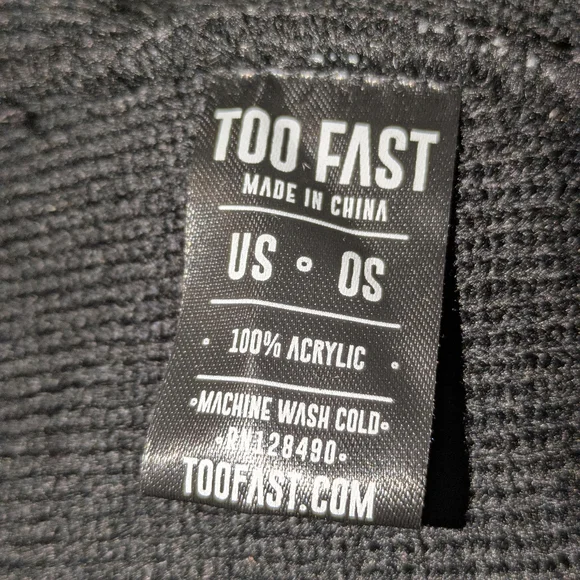 TOO FAST
MADE IN CHINA
US • OS
• 100% ACRYLIC •
•MACHINE WASH COLD•
•RN128490•
TOOFAST.COM